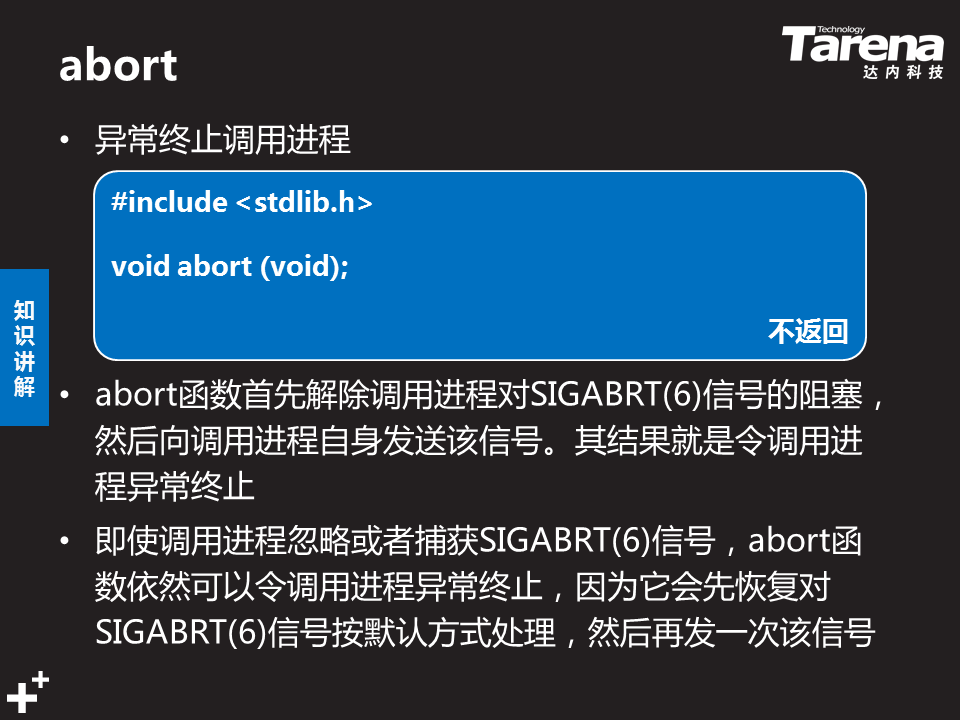 abort
Technology
Tarena
达内科技
• 异常终止调用进程
#include <stdlib.h>
void abort (void);
不返回
知识讲解
• abort函数首先解除调用进程对SIGABRT(6)信号的阻塞，
然后向调用进程自身发送该信号。其结果就是令调用进
程异常终止
• 即使调用进程忽略或者捕获SIGABRT(6)信号，abort函
数依然可以令调用进程异常终止，因为它会先恢复对
SIGABRT(6)信号按默认方式处理，然后再发一次该信号